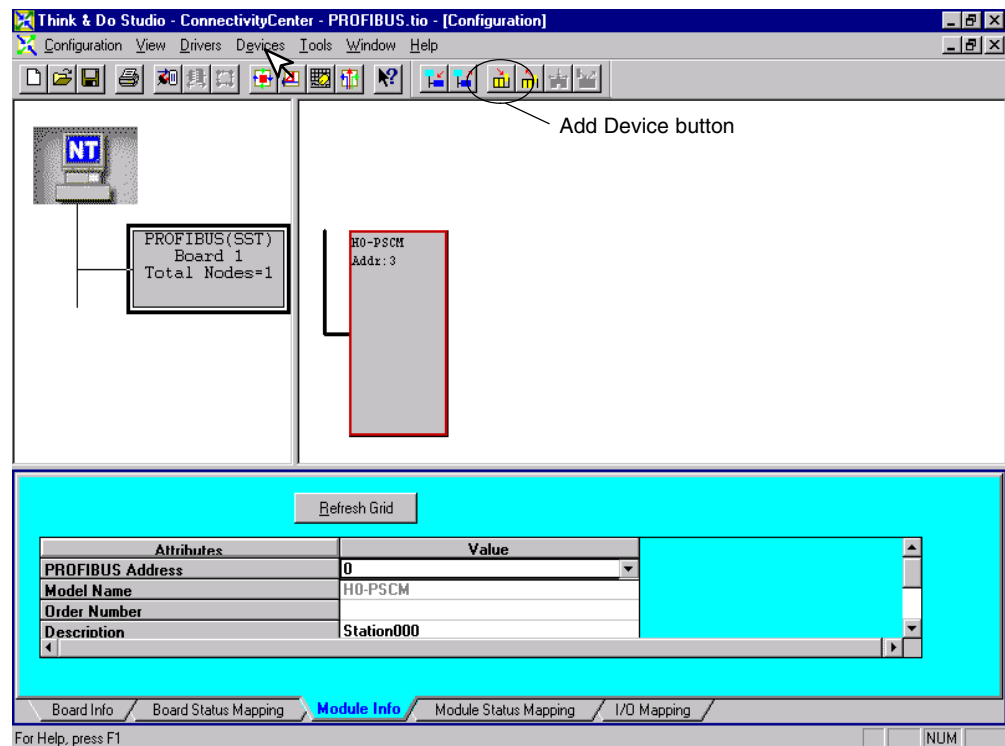 Think & Do Studio - ConnectivityCenter - PROFIBUS.tio - [Configuration]
Configuration View Drivers Devices Tools Window Help
Add Device button
NT
PROFIBUS(SST)
Board 1
Total Nodes=1
H0-PSCM
Addr:3
Refresh Grid
Attributes Value
PROFIBUS Address 0
Model Name H0-PSCM
Order Number
Description Station000
Board Info Board Status Mapping Module Info Module Status Mapping I/O Mapping
For Help, press F1 NUM